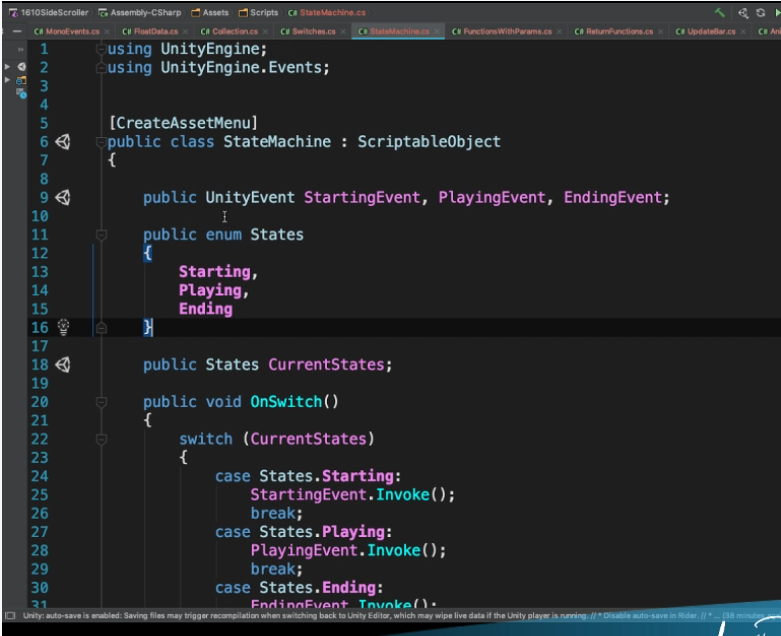 1610SideScroller Assembly-CSharp Assets Scripts C# StateMachine.cs
C# MonoEvents.cs × C# FloatData.cs × C# Collection.cs × C# Switches.cs × C# StateMachine.cs × C# FunctionsWithParams.cs × C# ReturnFunctions.cs × C# UpdateBar.cs × C# Ani
1 using UnityEngine;
2 using UnityEngine.Events;
3
4
5 [CreateAssetMenu]
6 public class StateMachine : ScriptableObject
7 {
8
9 public UnityEvent StartingEvent, PlayingEvent, EndingEvent;
10
11 public enum States
12 {
13 Starting,
14 Playing,
15 Ending
16 }
17
18 public States CurrentStates;
19
20 public void OnSwitch()
21 {
22 switch (CurrentStates)
23 {
24 case States.Starting:
25 StartingEvent.Invoke();
26 break;
27 case States.Playing:
28 PlayingEvent.Invoke();
29 break;
30 case States.Ending:
31 EndingEvent.Invoke();
Unity: auto-save is enabled: Saving files may trigger recompilation when switching back to Unity Editor, which may wipe live data if the Unity player is running. // * Disable auto-save in Rider. // * ... (38 minutes